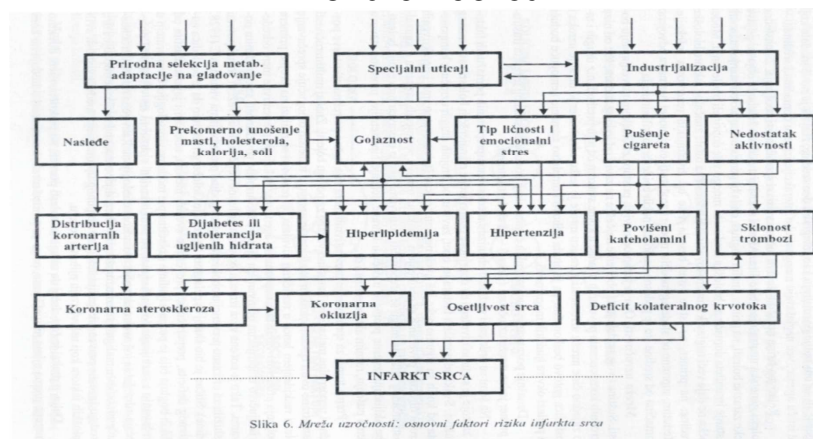 Prirodna selekcija metab.
adaptacije na gladovanje
Specijalni uticaji
Industrijalizacija
Nasleđe
Prekomerno unošenje
masti, holesterola,
kalorija, soli
Gojaznost
Tip ličnosti i
emocionalni
stres
Pušenje
cigareta
Nedostatak
aktivnosti
Distribucija
koronarnih
arterija
Dijabetes ili
intolerancija
ugljenih hidrata
Hiperlipidemija
Hipertenzija
Povišeni
kateholamini
Sklonost
trombozi
Koronarna ateroskleroza
Koronarna
okluzija
Osetljivost srca
Deficit kolateralnog krvotoka
INFARKT SRCA
Slika 6. Mreža uzročnosti: osnovni faktori rizika infarkta srca